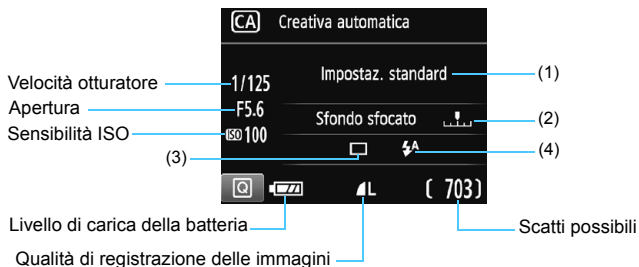 CA Creativa automatica
Velocità otturatore 1/125 Impostaz. standard (1)
Apertura F5.6 Sfondo sfocato (2)
Sensibilità ISO ISO 100
(3) A (4)
Q L ( 703)
Livello di carica della batteria Scatti possibili
Qualità di registrazione delle immagini